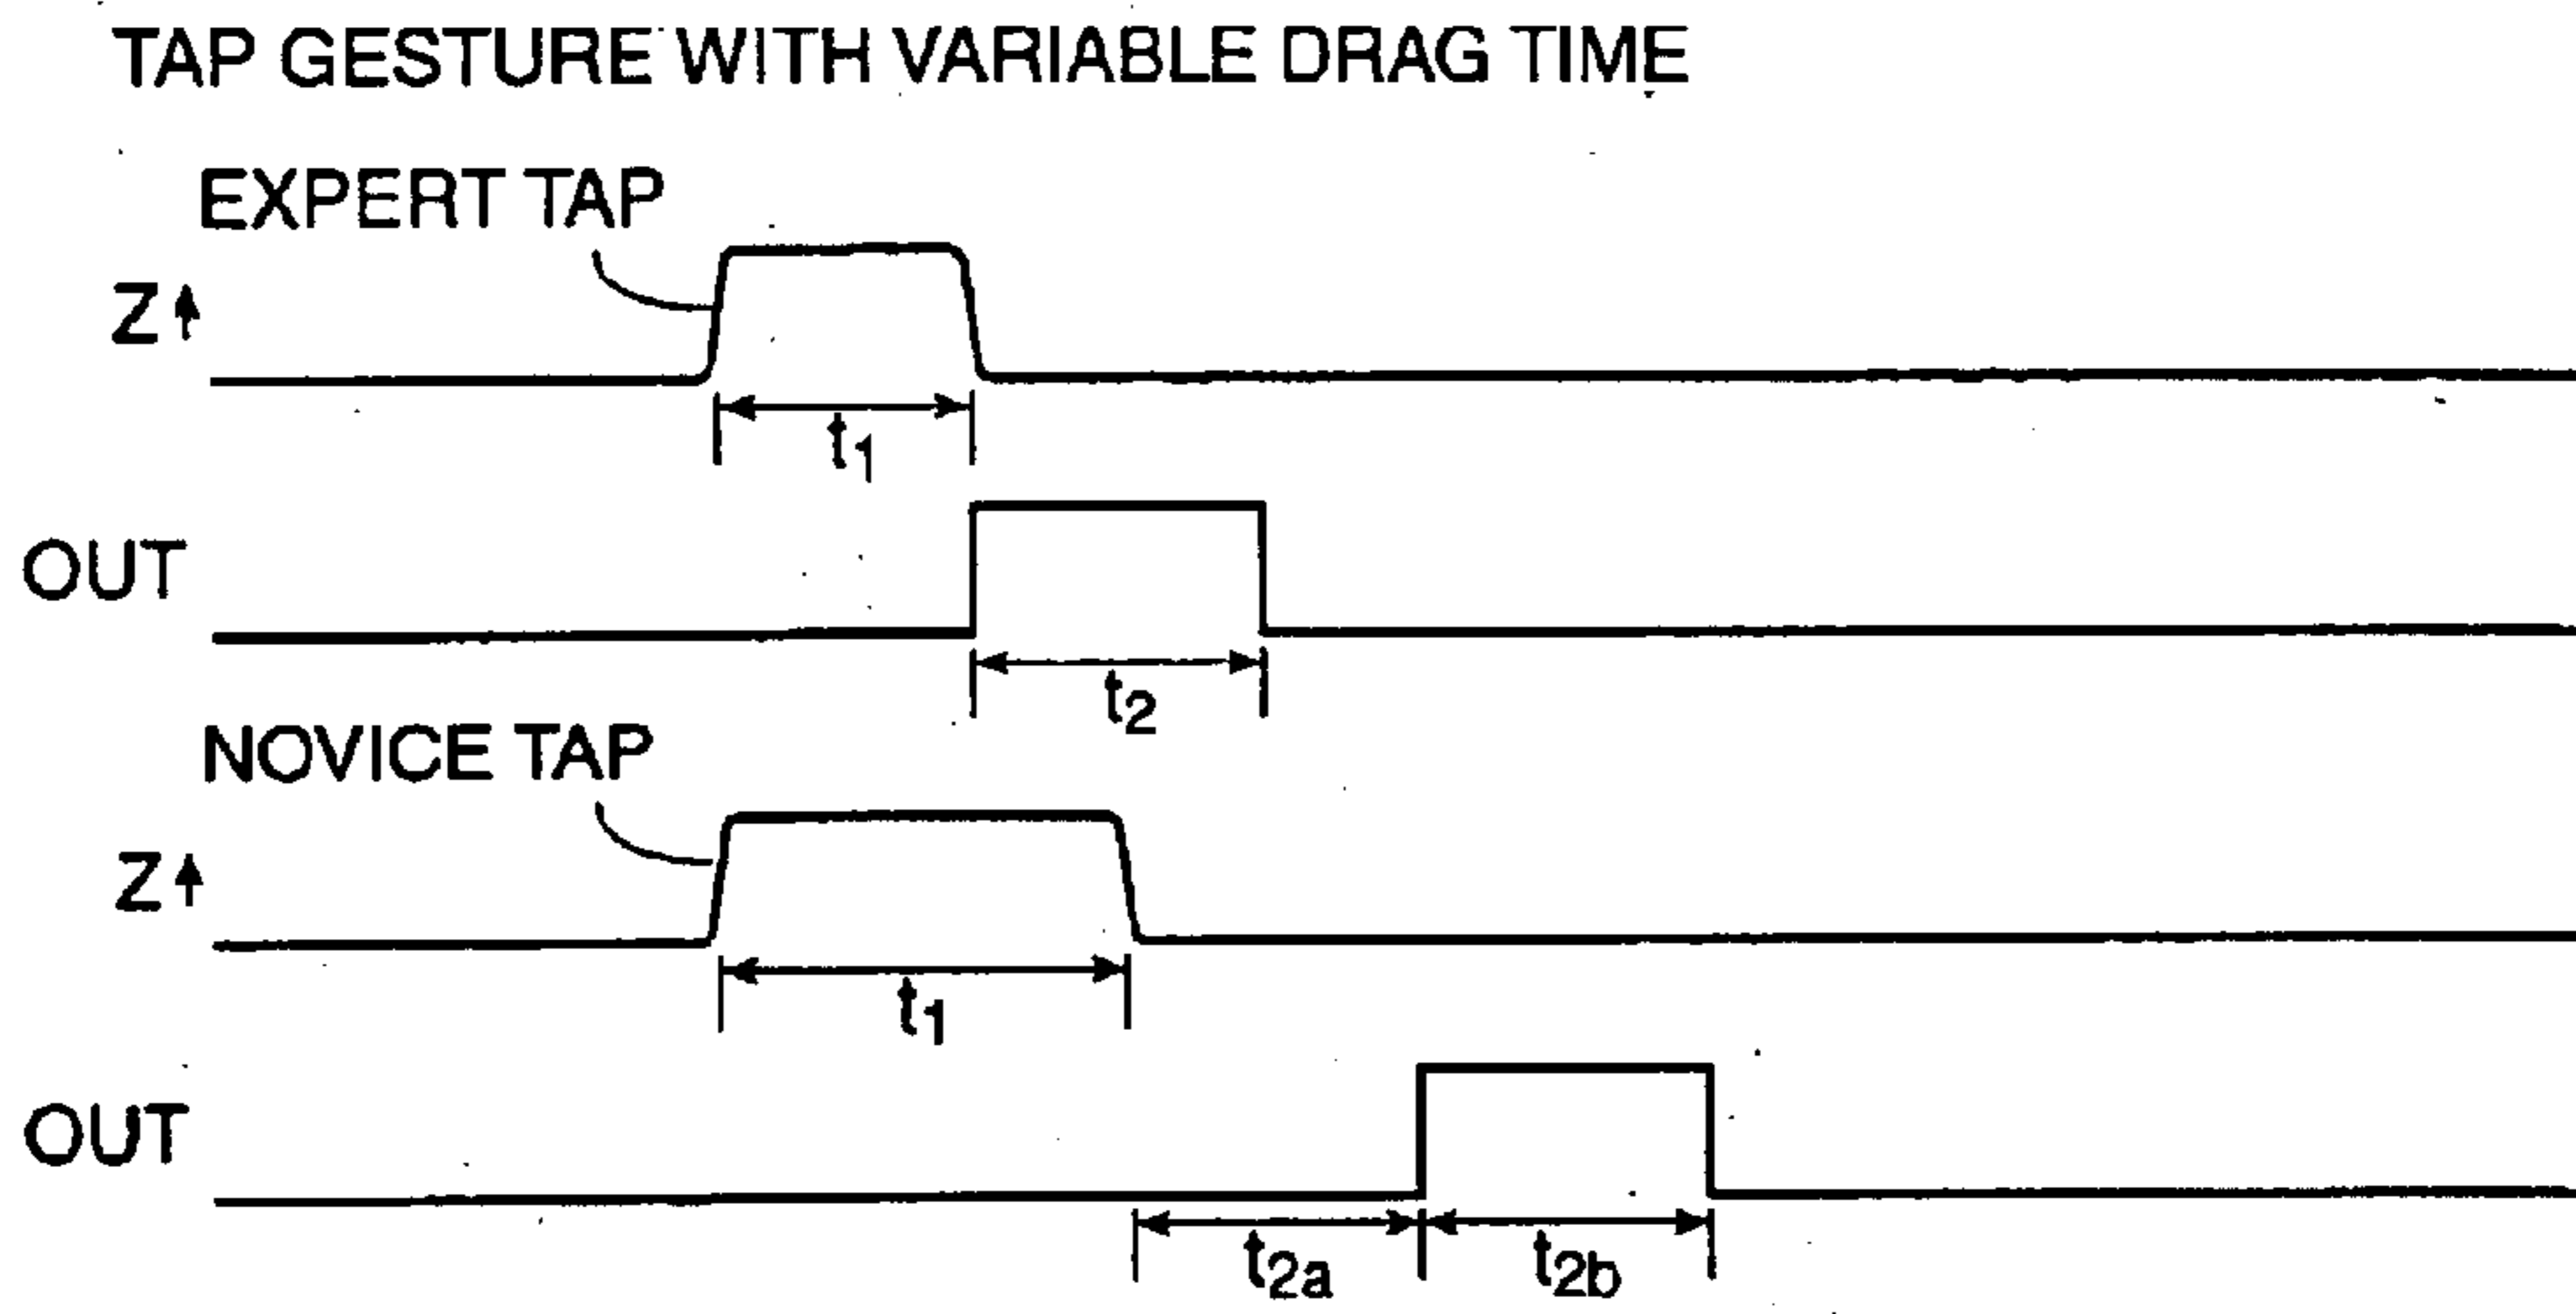 TAP GESTURE WITH VARIABLE DRAG TIME
EXPERT TAP
Z
t1
OUT
t2
NOVICE TAP
Z
t1
OUT
t2a t2b